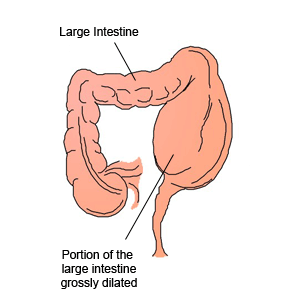 Large Intestine
Portion of the
large intestine
grossly dilated